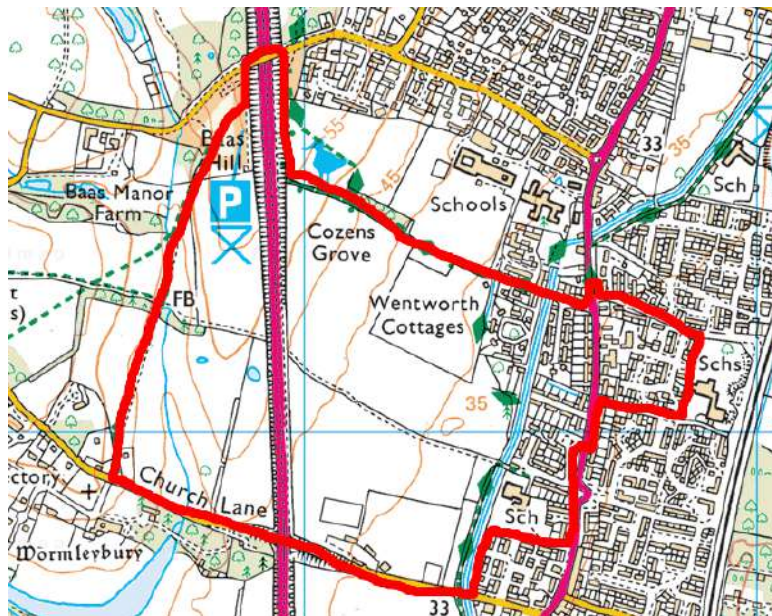 33
35
Sch
55
Baas
Hill
45
Schools
Baas Manor
Farm
P
Cozens
Grove
Wentworth
Cottages
s)
FB
Schs
35
Church Lane
ectory
Sch
Wormleybury
33